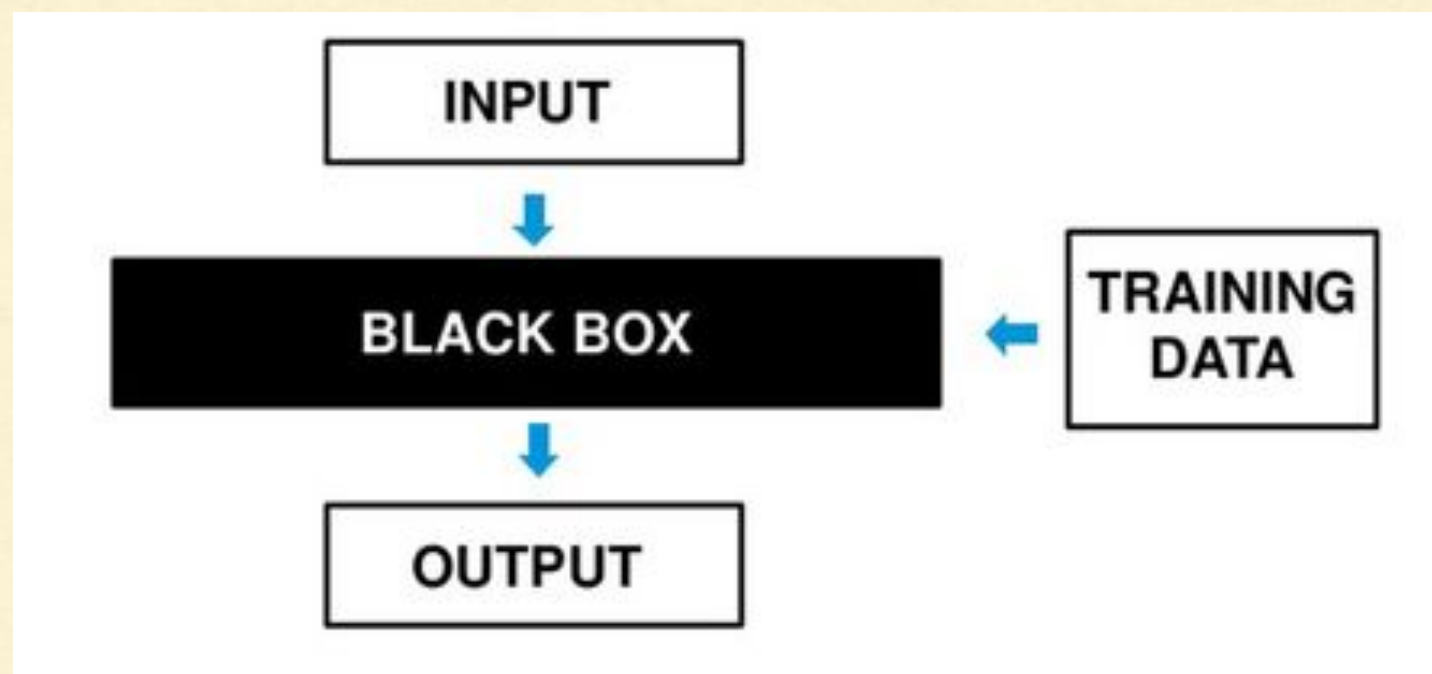 INPUT
BLACK BOX
TRAINING
DATA
OUTPUT